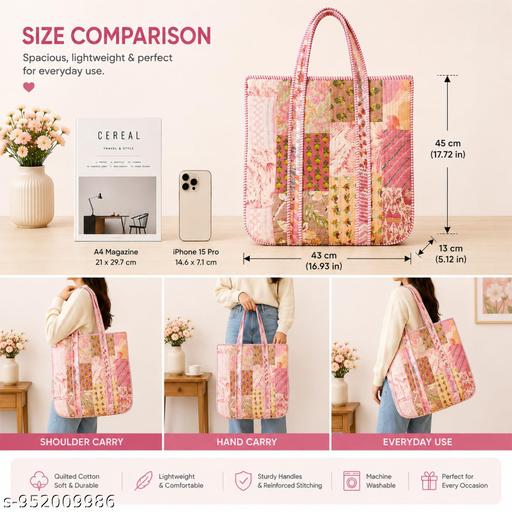 SIZE COMPARISON
Spacious, lightweight & perfect
for everyday use.
CEREAL
TRAVEL & STYLE
A4 Magazine
21 x 29.7 cm
iPhone 15 Pro
14.6 x 7.1 cm
45 cm
(17.72 in)
43 cm
(16.93 in)
13 cm
(5.12 in)
SHOULDER CARRY
HAND CARRY
EVERYDAY USE
Quilted Cotton
Soft & Durable
Lightweight
& Comfortable
Sturdy Handles
& Reinforced Stitching
Machine
Washable
Perfect for
Every Occasion
s-952009986